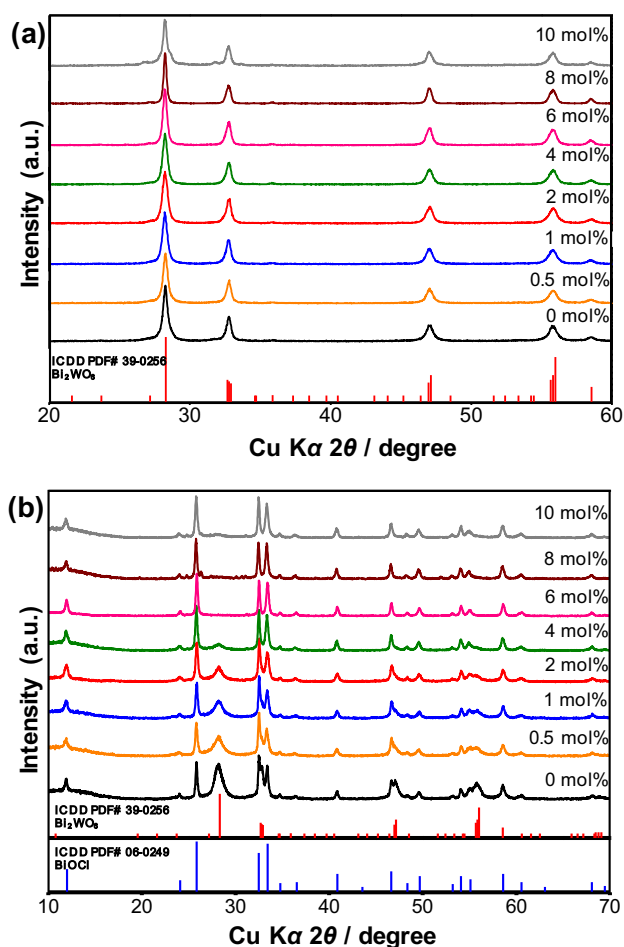 (a)
10 mol%
8 mol%
6 mol%
4 mol%
2 mol%
1 mol%
0.5 mol%
0 mol%
Intensity (a.u.)
ICDD PDF# 39-0256
Bi₂WO₆
20 30 40 50 60
Cu Kα 2θ / degree
(b)
10 mol%
8 mol%
6 mol%
4 mol%
2 mol%
1 mol%
0.5 mol%
0 mol%
Intensity (a.u.)
ICDD PDF# 39-0256
Bi₂WO₆
ICDD PDF# 06-0249
BiOCl
10 20 30 40 50 60 70
Cu Kα 2θ / degree